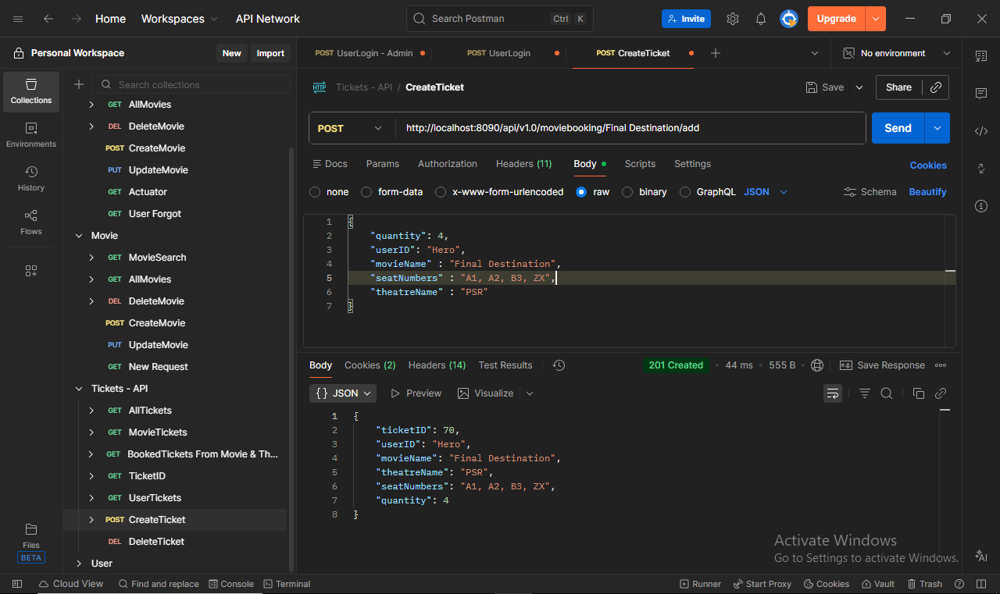 Home Workspaces API Network Search Postman Ctrl K Invite Upgrade
Personal Workspace New Import POST UserLogin - Admin POST UserLogin POST CreateTicket No environment
Collections
Environments
History
Flows
Files
BETA
Search collections
GET AllMovies
DEL DeleteMovie
POST CreateMovie
PUT UpdateMovie
GET Actuator
GET User Forgot
Movie
GET MovieSearch
GET AllMovies
DEL DeleteMovie
POST CreateMovie
PUT UpdateMovie
GET New Request
Tickets - API
GET AllTickets
GET MovieTickets
GET BookedTickets From Movie & Th...
GET TicketID
GET UserTickets
POST CreateTicket
DEL DeleteTicket
User
HTTP Tickets - API / CreateTicket Save Share
POST http://localhost:8090/api/v1.0/moviebooking/Final Destination/add Send
Docs Params Authorization Headers (11) Body Scripts Settings Cookies
none form-data x-www-form-urlencoded raw binary GraphQL JSON Schema Beautify
1 {
2 "quantity": 4,
3 "userID": "Hero",
4 "movieName" : "Final Destination",
5 "seatNumbers" : "A1, A2, B3, ZX",
6 "theatreName" : "PSR"
7 }
Body Cookies (2) Headers (14) Test Results 201 Created 44 ms 555 B e.g. Save Response
{} JSON Preview Visualize
1 {
2 "ticketID": 70,
3 "userID": "Hero",
4 "movieName": "Final Destination",
5 "theatreName": "PSR",
6 "seatNumbers": "A1, A2, B3, ZX",
7 "quantity": 4
8 }
Activate Windows
Go to Settings to activate Windows.
AI
Cloud View Find and replace Console Terminal Runner Start Proxy Cookies Vault Trash